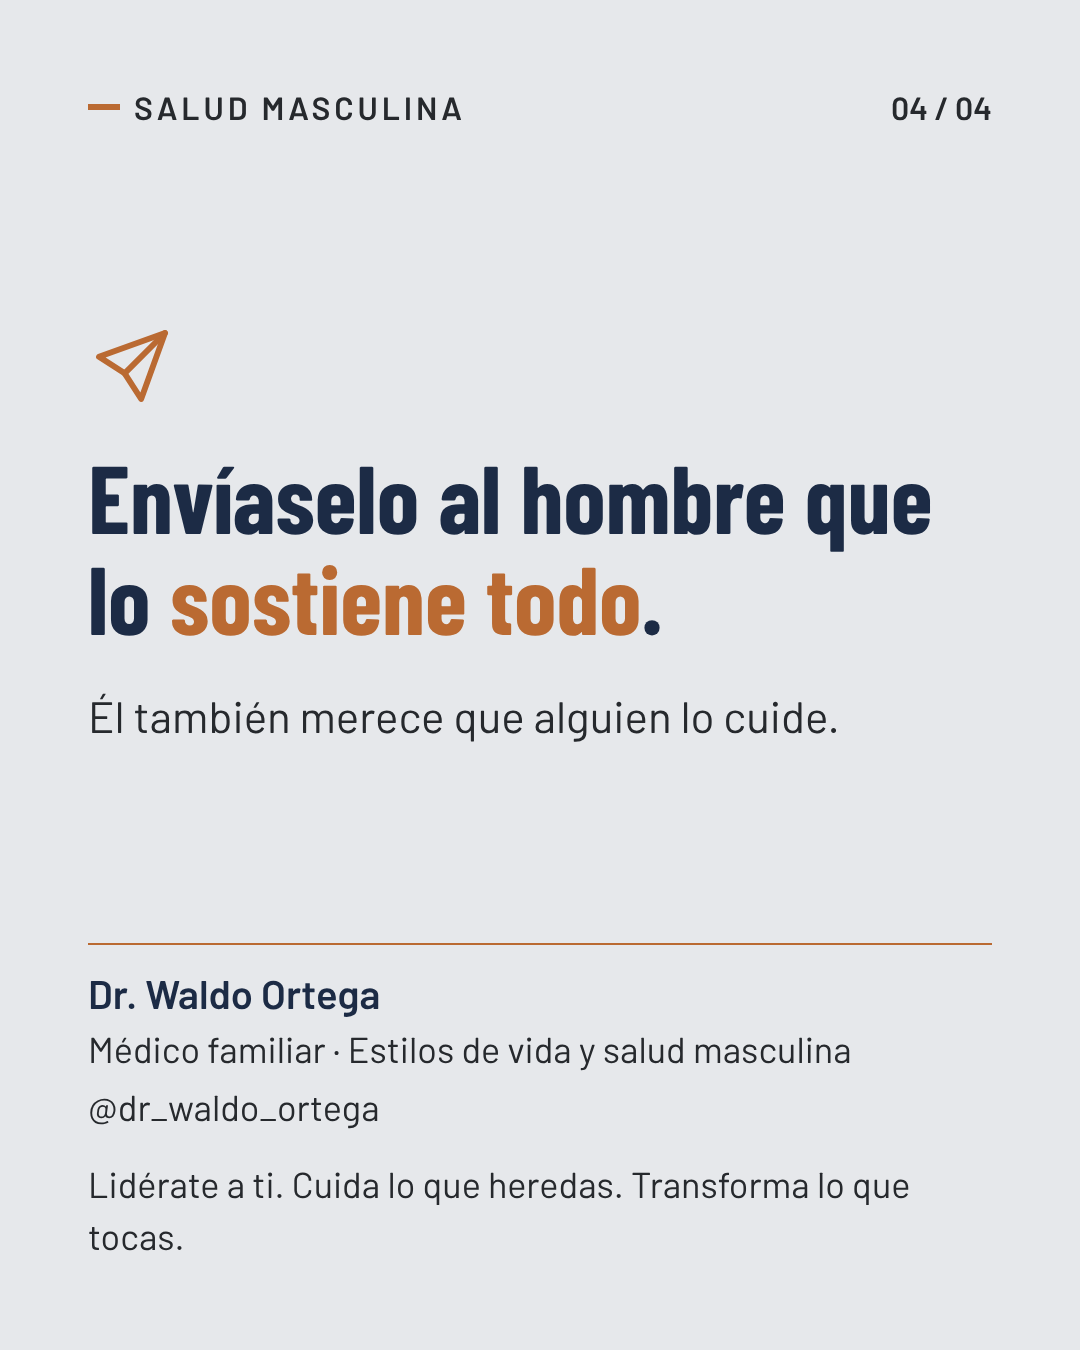 SALUD MASCULINA
04 / 04
Envíaselo al hombre que
lo sostiene todo.
Él también merece que alguien lo cuide.
Dr. Waldo Ortega
Médico familiar · Estilos de vida y salud masculina
@dr_waldo_ortega
Lidérate a ti. Cuida lo que heredas. Transforma lo que
tocas.